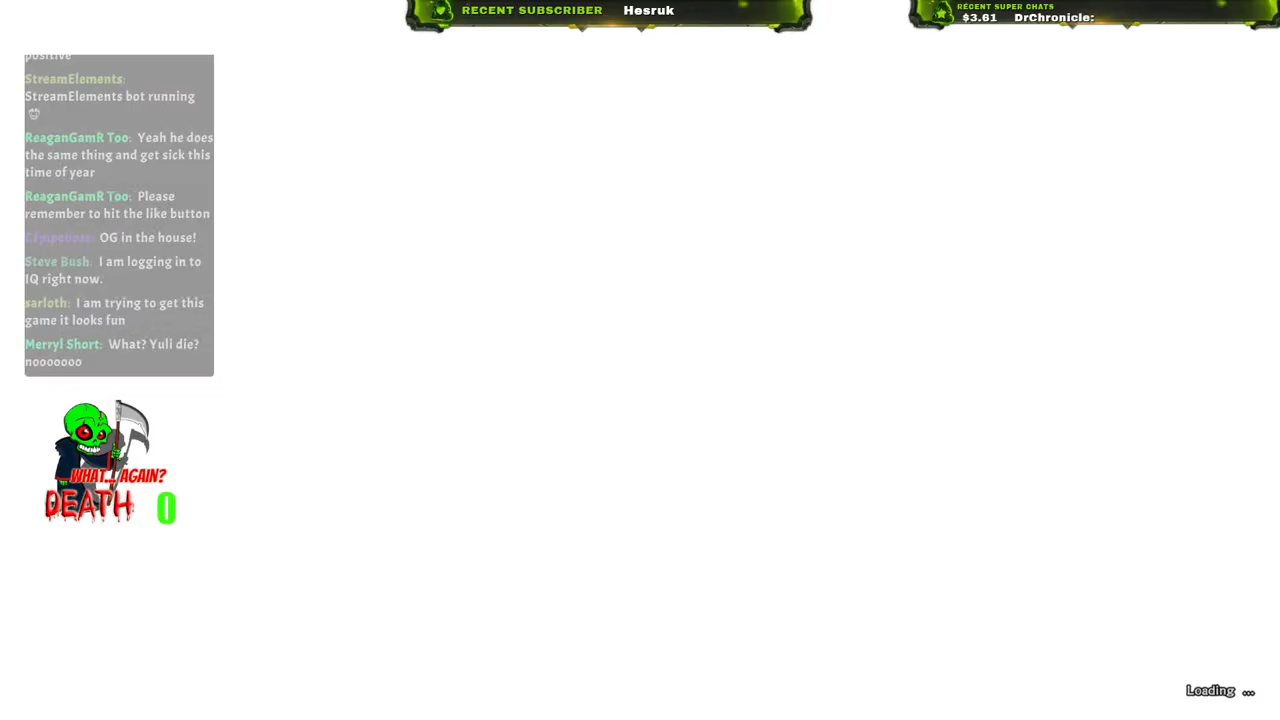 RECENT SUBSCRIBER Hesruk
RECENT SUPER CHATS
$3.61 DrChronicle:
positive
StreamElements:
StreamElements bot running
ReaganGamR Too: Yeah he does
the same thing and get sick this
time of year
ReaganGamR Too: Please
remember to hit the like button
OG in the house!
Steve Bush: I am logging in to
IQ right now.
sarloth: I am trying to get this
game it looks fun
Merryl Short: What? Yuli die?
nooooooo
WHAT... AGAIN?
DEATH 0
Loading ...